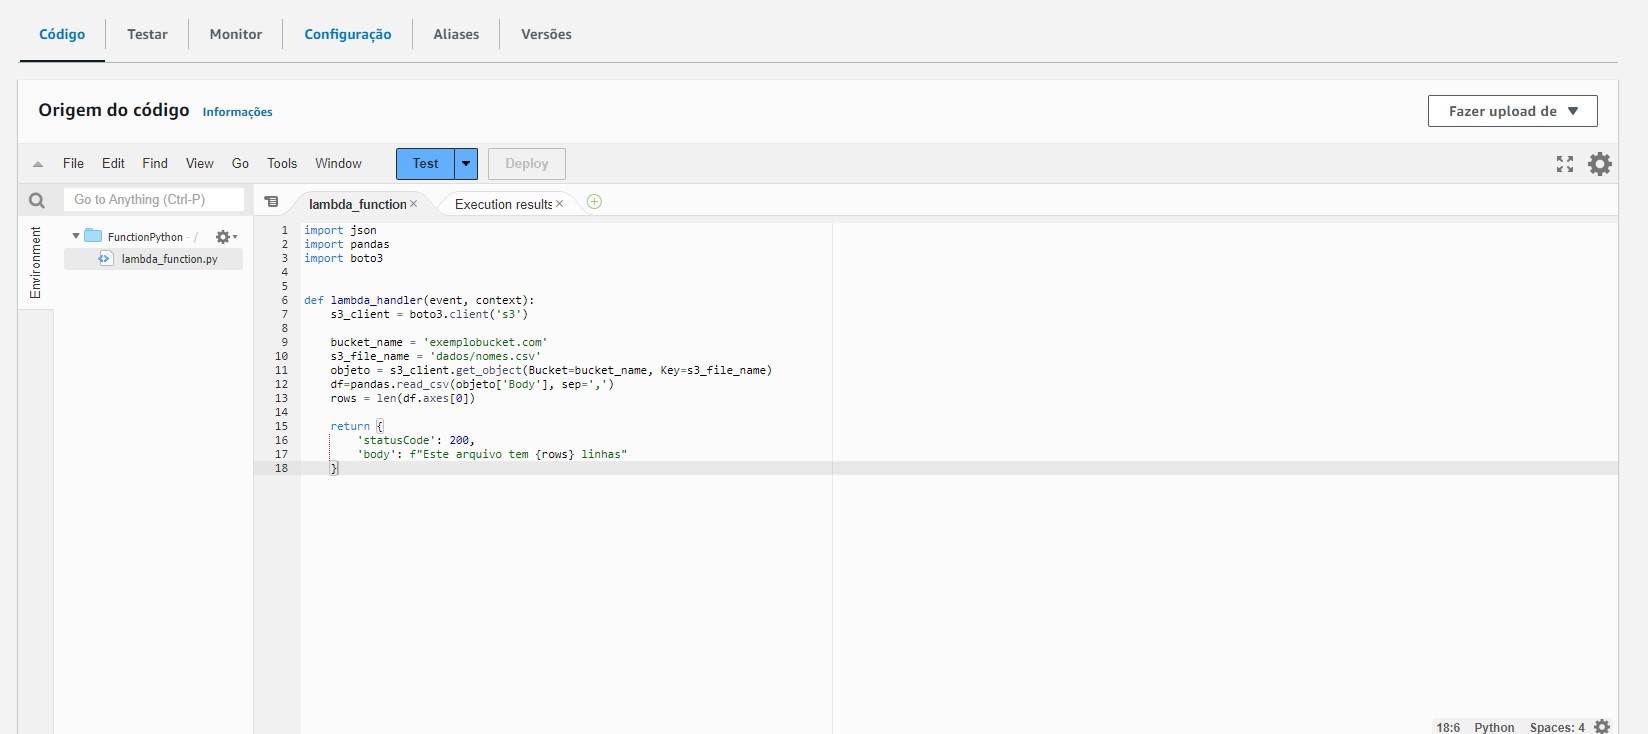 Código Testar Monitor Configuração Aliases Versões
Origem do código Informações
Fazer upload de
File Edit Find View Go Tools Window Test Deploy
Go to Anything (Ctrl-P)
lambda_function Execution results
Environment
FunctionPython - /
lambda_function.py
1 import json
2 import pandas
3 import boto3
4
5
6 def lambda_handler(event, context):
7 s3_client = boto3.client('s3')
8
9 bucket_name = 'exemplobucket.com'
10 s3_file_name = 'dados/nomes.csv'
11 objeto = s3_client.get_object(Bucket=bucket_name, Key=s3_file_name)
12 df=pandas.read_csv(objeto['Body'], sep=',')
13 rows = len(df.axes[0])
14
15 return {
16 'statusCode': 200,
17 'body': f"Este arquivo tem {rows} linhas"
18 }
18:6 Python Spaces: 4